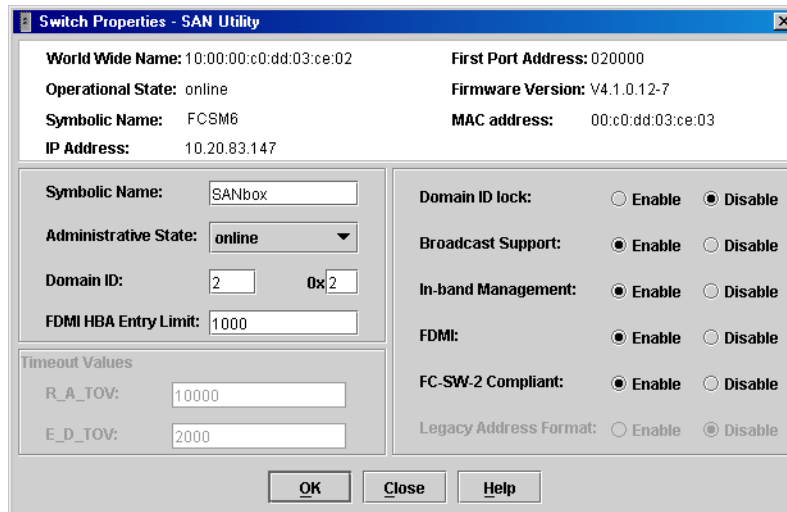 Switch Properties - SAN Utility
World Wide Name: 10:00:00:c0:dd:03:ce:02
First Port Address: 020000
Operational State: online
Firmware Version: V4.1.0.12-7
Symbolic Name: FCSM6
MAC address: 00:c0:dd:03:ce:03
IP Address: 10.20.83.147
Symbolic Name: SANbox
Administrative State: online
Domain ID: 2 0x 2
FDMI HBA Entry Limit: 1000
Timeout Values
R_A_TOV: 10000
E_D_TOV: 2000
Domain ID lock: Enable Disable
Broadcast Support: Enable Disable
In-band Management: Enable Disable
FDMI: Enable Disable
FC-SW-2 Compliant: Enable Disable
Legacy Address Format: Enable Disable
OK Close Help